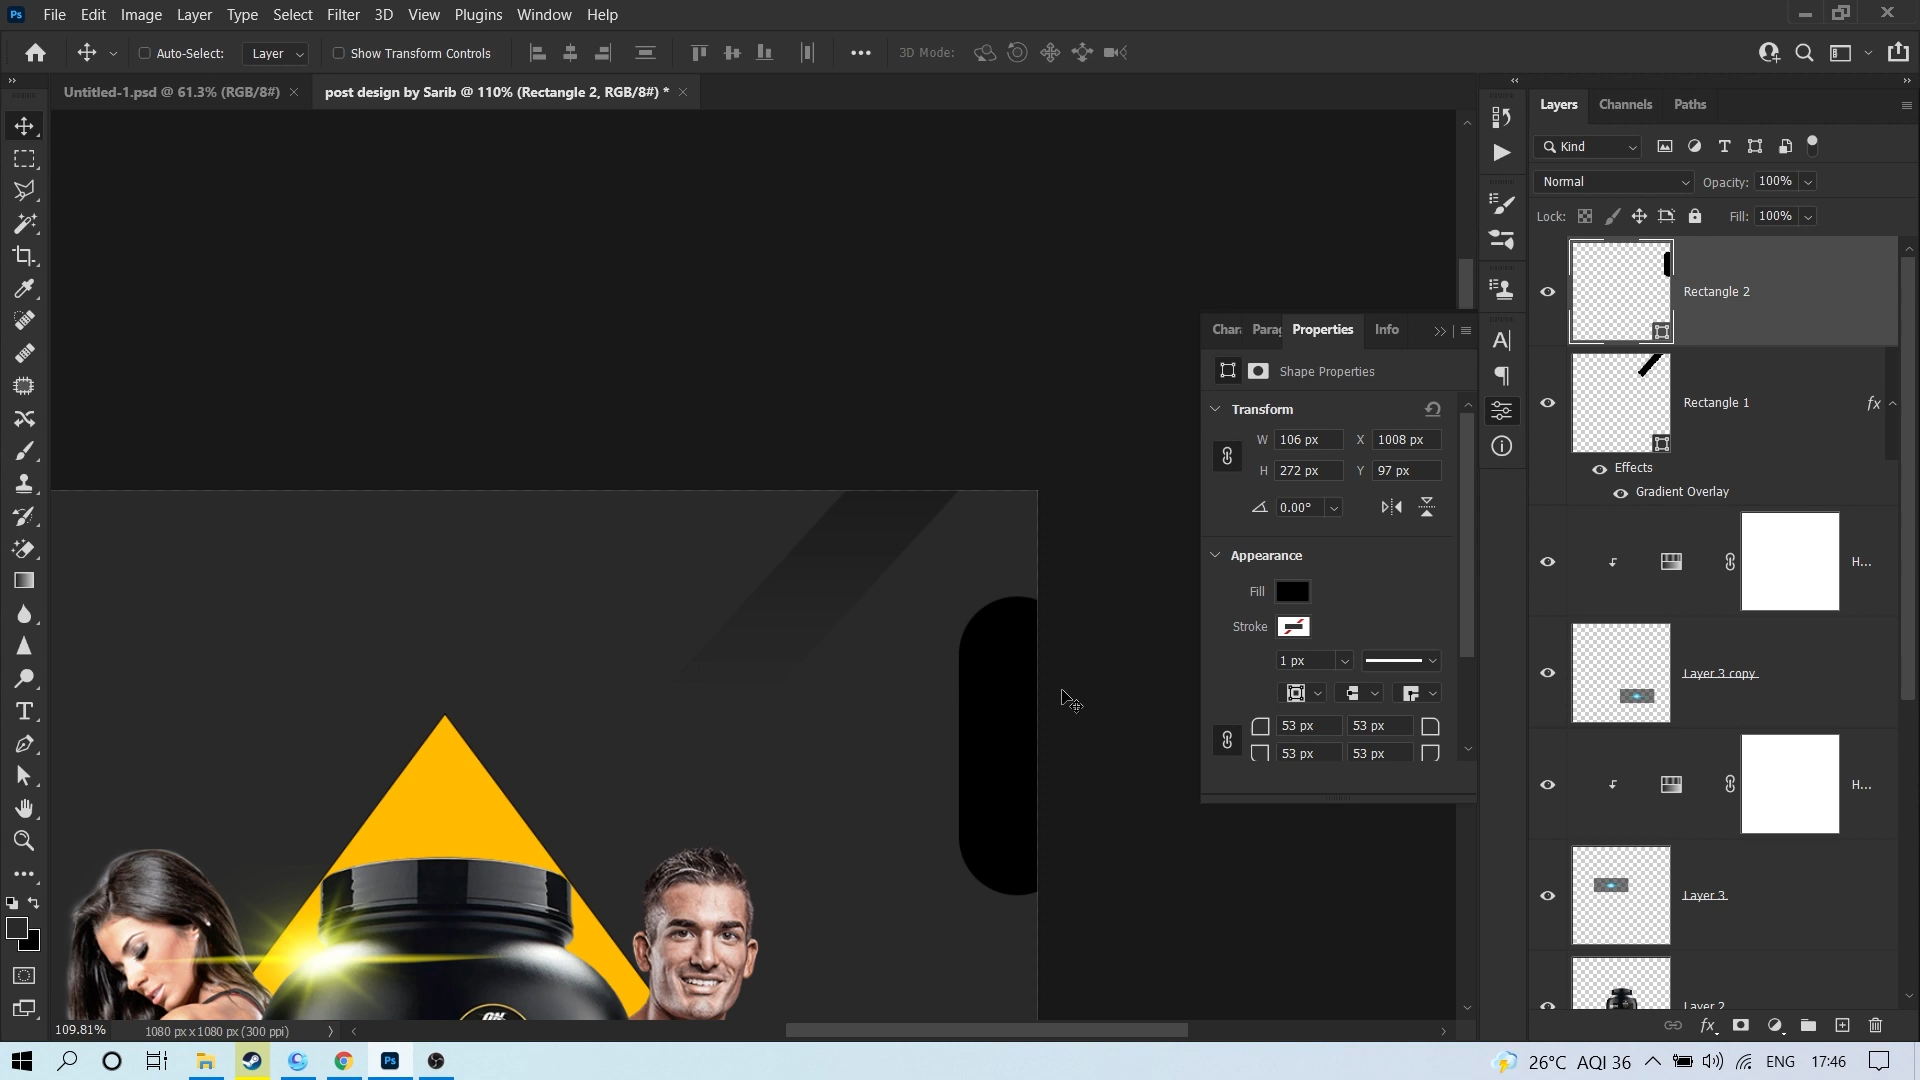 Ps File Edit Image Layer Type Select Filter 3D View Plugins Window Help
Auto-Select: Layer Show Transform Controls 3D Mode:
Untitled-1.psd @ 61.3% (RGB/8#)
post design by Sarib @ 110% (Rectangle 2, RGB/8#) *
Layers Channels Paths
Kind
Normal Opacity: 100%
Lock: Fill: 100%
Rectangle 2
Rectangle 1 fx
Effects
Gradient Overlay
H...
Layer 3 copy
H...
Layer 3
Layer 2
Properties Info
Shape Properties
Transform
W 106 px X 1008 px
H 272 px Y 97 px
0.00°
Appearance
Fill
Stroke
1 px
53 px 53 px
53 px 53 px
ON
109.81% 1080 px x 1080 px (300 ppi)
fx
Ps
26°C AQI 36 ENG 17:46